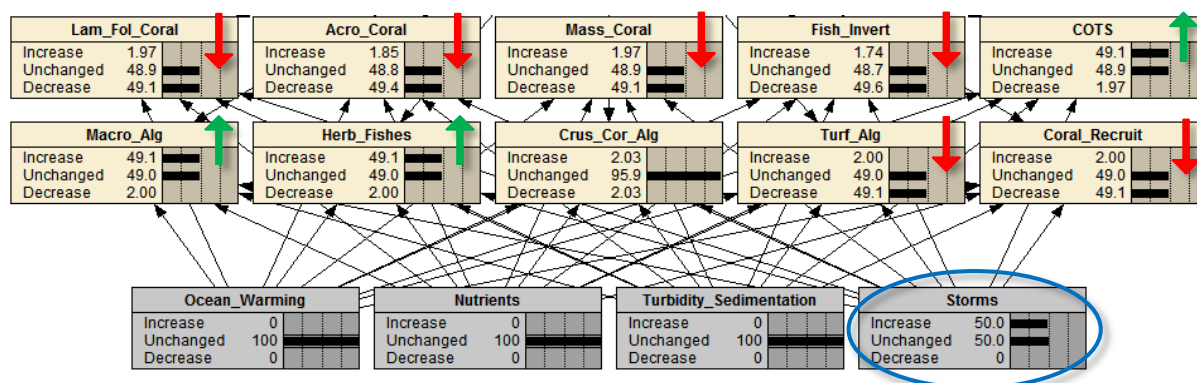 Lam_Fol_Coral
Increase 1.97
Unchanged 48.9
Decrease 49.1
Acro_Coral
Increase 1.85
Unchanged 48.8
Decrease 49.4
Mass_Coral
Increase 1.97
Unchanged 48.9
Decrease 49.1
Fish_Invert
Increase 1.74
Unchanged 48.7
Decrease 49.6
COTS
Increase 49.1
Unchanged 48.9
Decrease 1.97
Macro_Alg
Increase 49.1
Unchanged 49.0
Decrease 2.00
Herb_Fishes
Increase 49.1
Unchanged 49.0
Decrease 2.00
Crus_Cor_Alg
Increase 2.03
Unchanged 95.9
Decrease 2.03
Turf_Alg
Increase 2.00
Unchanged 49.0
Decrease 49.1
Coral_Recruit
Increase 2.00
Unchanged 49.0
Decrease 49.1
Ocean_Warming
Increase 0
Unchanged 100
Decrease 0
Nutrients
Increase 0
Unchanged 100
Decrease 0
Turbidity_Sedimentation
Increase 0
Unchanged 100
Decrease 0
Storms
Increase 50.0
Unchanged 50.0
Decrease 0